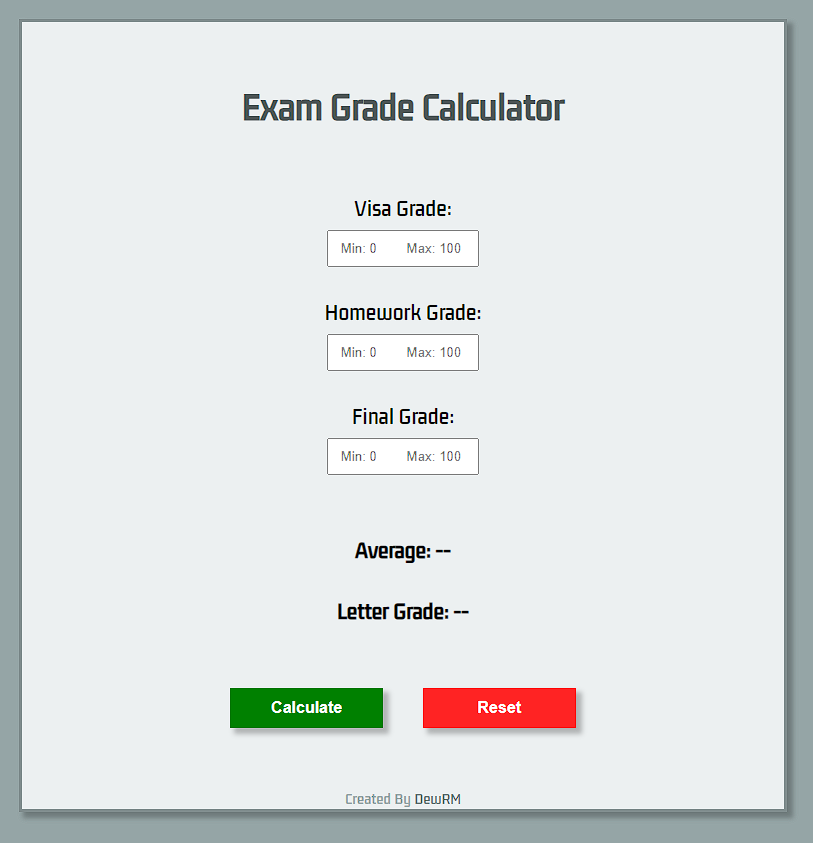 Exam Grade Calculator
Visa Grade:
Min: 0 Max: 100
Homework Grade:
Min: 0 Max: 100
Final Grade:
Min: 0 Max: 100
Average: --
Letter Grade: --
Calculate Reset
Created By DewRM